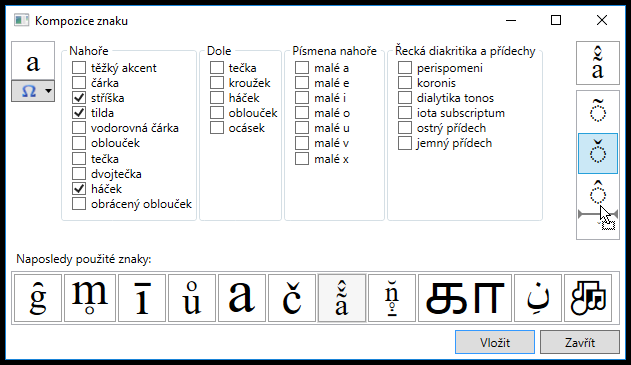 Kompozice znaku
a
Ω
Nahoře
těžký akcent
čárka
stříška
tilda
vodorovná čárka
oblouček
tečka
dvojtečka
háček
obrácený oblouček
Dole
tečka
kroužek
háček
oblouček
ocásek
Písmena nahoře
malé a
malé e
malé i
malé o
malé u
malé v
malé x
Řecká diakritika a přídechy
perispomeni
koronis
dialytika tonos
iota subscriptum
ostrý přídech
jemný přídech
ã̂̌
◌̃
◌̌
◌̂
Naposledy použité znaky:
ĝ m̥̊ ī ů a č ã̂̌ கா نِ
Vložit Zavřít